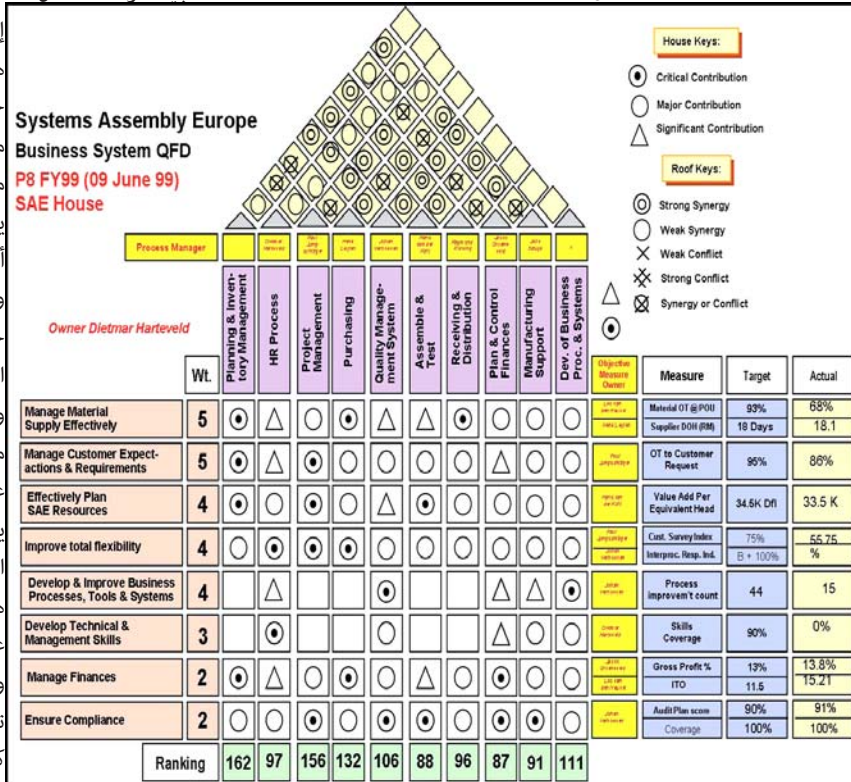 House Keys:
Critical Contribution
Major Contribution
Significant Contribution
Systems Assembly Europe
Business System QFD
P8 FY99 (09 June 99)
SAE House
Roof Keys:
Strong Synergy
Weak Synergy
Weak Conflict
Strong Conflict
Synergy or Conflict
Process Manager
Owner Dietmar Harteveld
Wt.
Planning & Inven-
tory Management
HR Process
Project
Management
Purchasing
Quality Manage-
ment System
Assemble &
Test
Receiving &
Distribution
Plan & Control
Finances
Manufacturing
Support
Dev. of Business
Proc. & Systems
Objective
Measure
Owner
Measure
Target
Actual
Manage Material
Supply Effectively
5
Material OT @ POU
93%
68%
Supplier DOH (RM)
18 Days
18.1
Manage Customer Expect-
actions & Requirements
5
OT to Customer
Request
95%
86%
Effectively Plan
SAE Resources
4
Value Add Per
Equivalent Head
34.5K Dfl
33.5 K
Improve total flexibility
4
Cust. Survey Index
75%
55.75
Interproc. Resp. Ind.
B + 100%
%
Develop & Improve Business
Processes, Tools & Systems
4
Process
improvem't count
44
15
Develop Technical &
Management Skills
3
Skills
Coverage
90%
0%
Manage Finances
2
Gross Profit %
13%
13.8%
ITO
11.5
15.21
Ensure Compliance
2
Audit Plan score
90%
91%
Coverage
100%
100%
Ranking
162 97 156 132 106 88 96 87 91 111